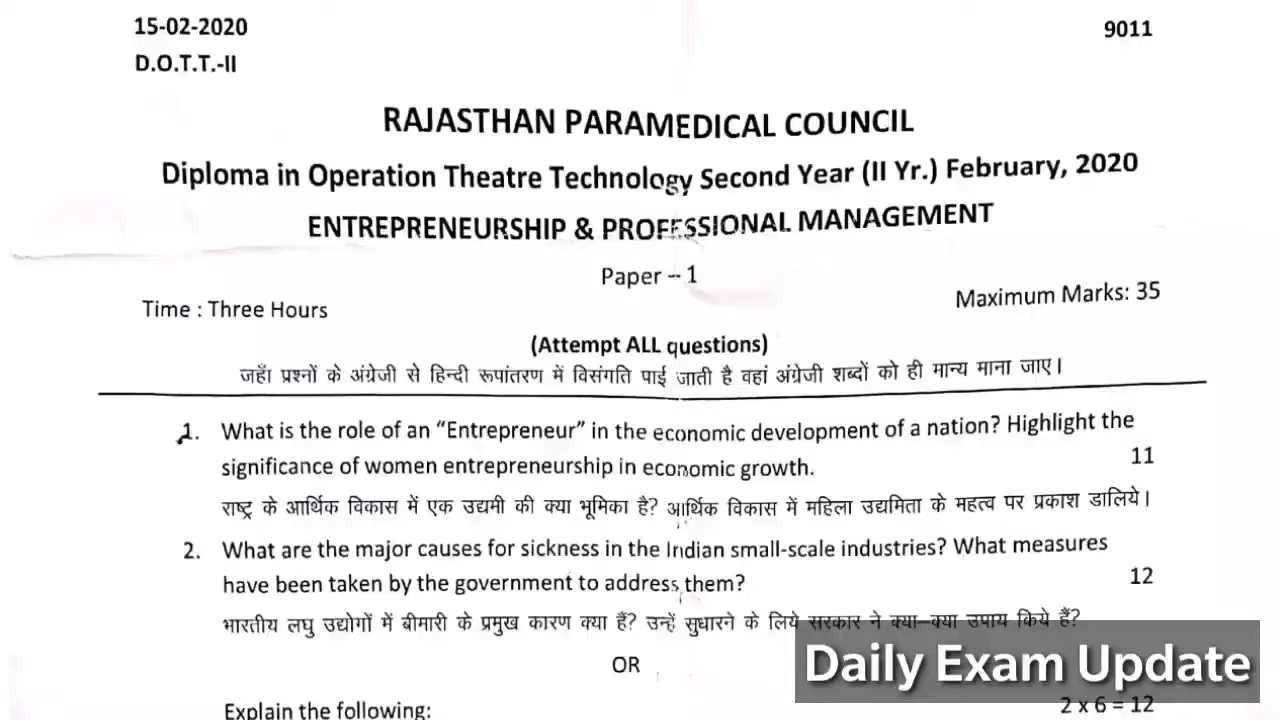 15-02-2020
9011
D.O.T.T.-II
RAJASTHAN PARAMEDICAL COUNCIL
Diploma in Operation Theatre Technology Second Year (II Yr.) February, 2020
ENTREPRENEURSHIP & PROFESSIONAL MANAGEMENT
Paper – 1
Time : Three Hours
Maximum Marks: 35
(Attempt ALL questions)
जहाँ प्रश्नों के अंग्रेजी से हिन्दी रूपांतरण में विसंगति पाई जाती है वहां अंग्रेजी शब्दों को ही मान्य माना जाए।
1. What is the role of an “Entrepreneur” in the economic development of a nation? Highlight the
significance of women entrepreneurship in economic growth. 11
राष्ट्र के आर्थिक विकास में एक उद्यमी की क्या भूमिका है? आर्थिक विकास में महिला उद्यमिता के महत्व पर प्रकाश डालिये।
2. What are the major causes for sickness in the Indian small-scale industries? What measures
have been taken by the government to address them? 12
भारतीय लघु उद्योगों में बीमारी के प्रमुख कारण क्या हैं? उन्हें सुधारने के लिये सरकार ने क्या–क्या उपाय किये हैं?
OR
Daily Exam Update
Explain the following: 2 x 6 = 12